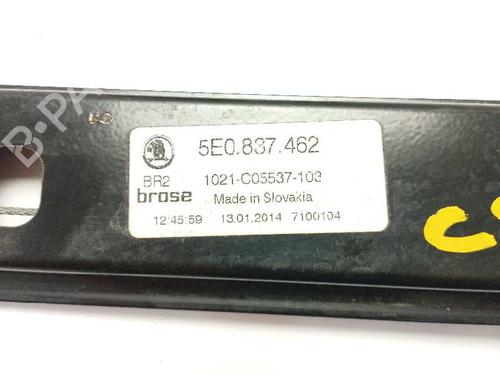 5E0.837.462
BR2 1021-C05537-103
brose Made in Slovakia
12:45:59 13.01.2014 7100104